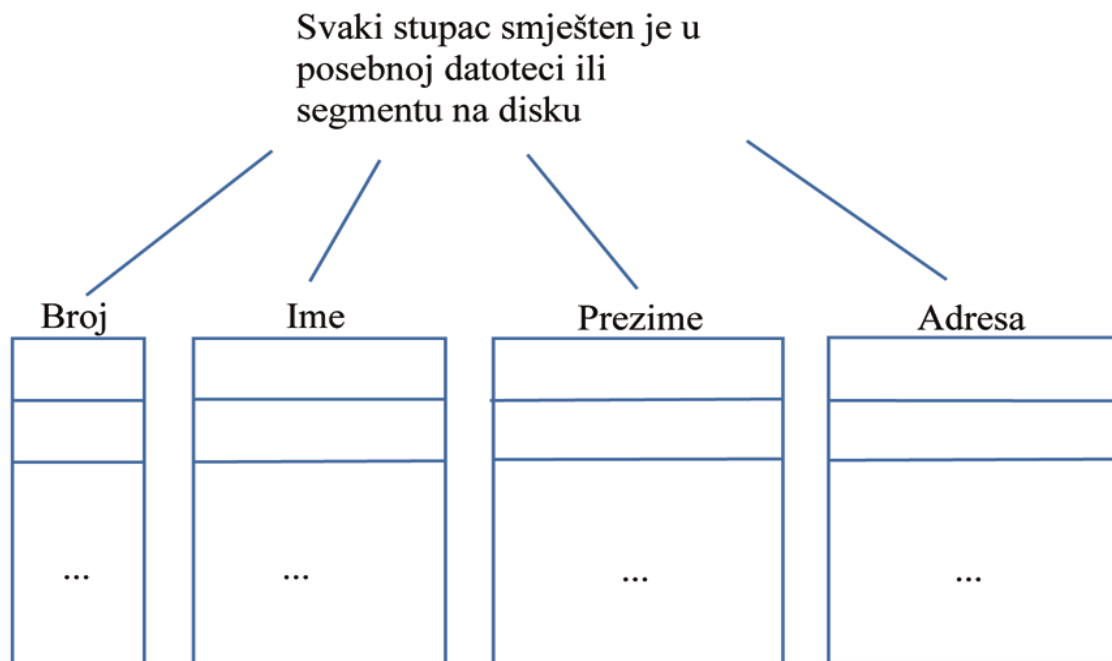 Svaki stupac smješten je u
posebnoj datoteci ili
segmentu na disku
Broj Ime Prezime Adresa
... ... ... ...